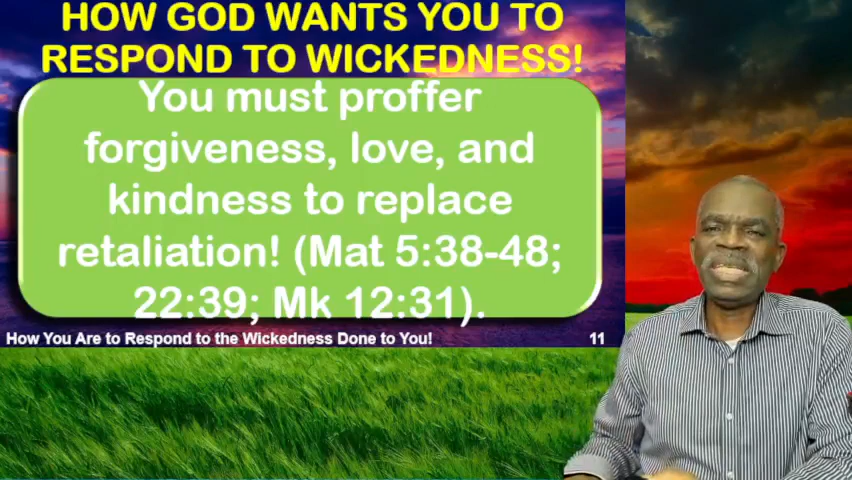 HOW GOD WANTS YOU TO
RESPOND TO WICKEDNESS!
You must proffer
forgiveness, love, and
kindness to replace
retaliation! (Mat 5:38-48;
22:39; Mk 12:31).
How You Are to Respond to the Wickedness Done to You! 11